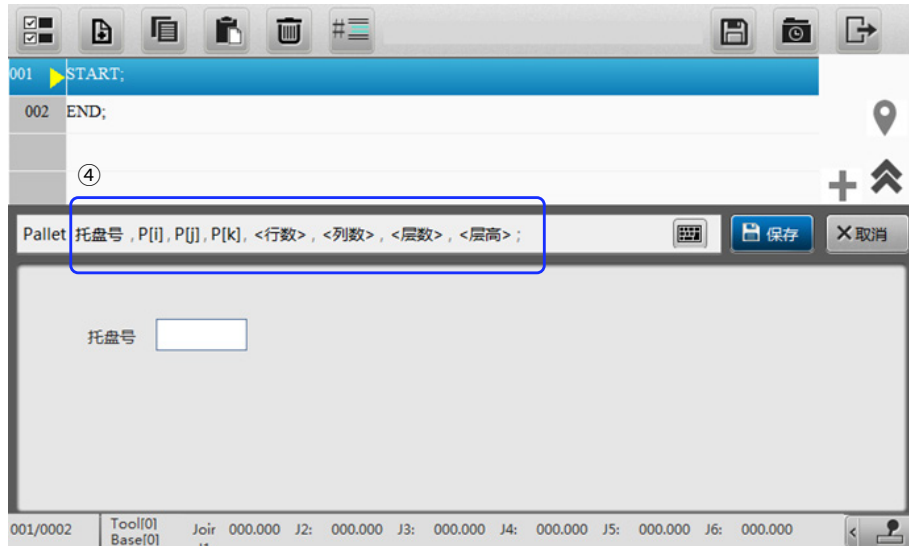 #
001 START;
002 END;
④
Pallet 托盘号 , P[i] , P[j] , P[k] , <行数> , <列数> , <层数> , <层高> ; 保存 取消
托盘号
001/0002 Tool[0] Joir 000.000 J2: 000.000 J3: 000.000 J4: 000.000 J5: 000.000 J6: 000.000
Base[0]